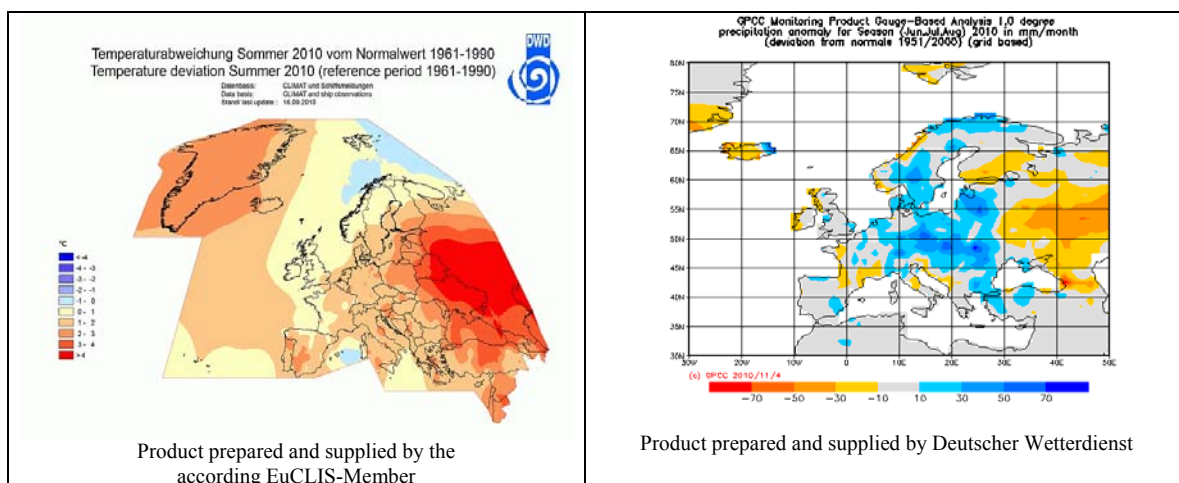 Temperaturabweichung Sommer 2010 vom Normalwert 1961-1990
Temperature deviation Summer 2010 (reference period 1961-1990)
Datenbasis: CLIMAT und Schiffsmeldungen
Data basis: CLIMAT and ship observations
Stand/ last update : 16.09.2010
DWD
°C
<-4
-4 - -3
-3 - -2
-2 - -1
-1 - 0
0 - 1
1 - 2
2 - 3
3 - 4
>4
Product prepared and supplied by the
according EuCLIS-Member
GPCC Monitoring Product Gauge-Based Analysis 1.0 degree
precipitation anomaly for Season (Jun,Jul,Aug) 2010 in mm/month
(deviation from normals 1951/2000) (grid based)
80N
75N
70N
65N
60N
55N
50N
45N
40N
35N
30N
30W 20W 10W 0 10E 20E 30E 40E 50E
(c) GPCC 2010/11/4
-70 -50 -30 -10 10 30 50 70
Product prepared and supplied by Deutscher Wetterdienst